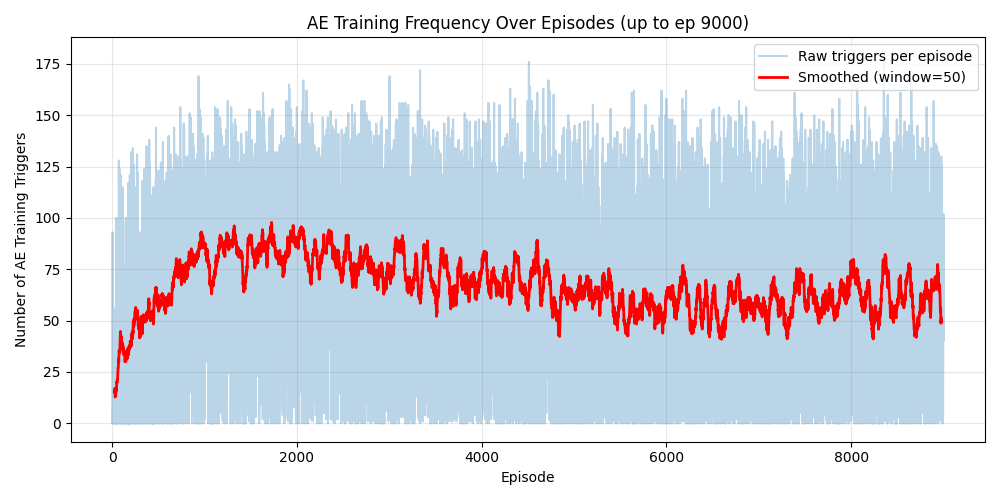 AE Training Frequency Over Episodes (up to ep 9000)
Raw triggers per episode
Smoothed (window=50)
Number of AE Training Triggers
175
150
125
100
75
50
25
0
0 2000 4000 6000 8000
Episode